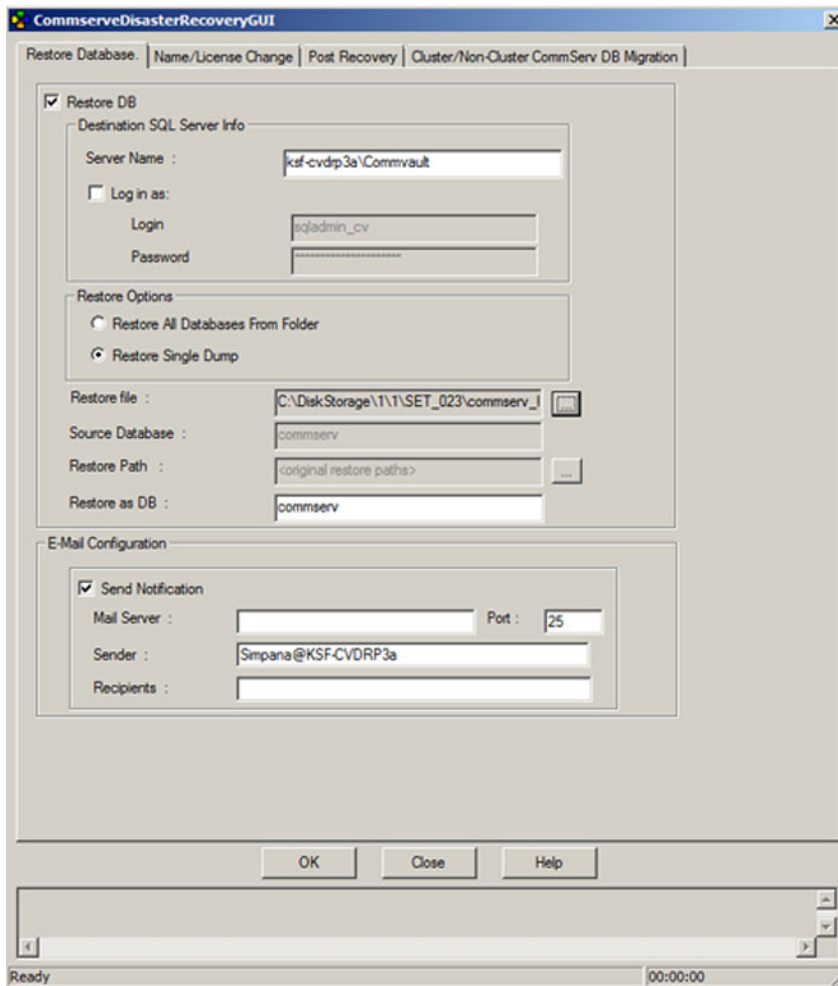 CommserveDisasterRecoveryGUI
Restore Database. Name/License Change Post Recovery Cluster/Non-Cluster CommServ DB Migration
Restore DB
Destination SQL Server Info
Server Name : ksf-cvdrp3a\Commvault
Log in as:
Login sqladmin_cv
Password ********************
Restore Options
Restore All Databases From Folder
Restore Single Dump
Restore file : C:\DiskStorage\1\1\SET_023\commserv_ ...
Source Database : commserv
Restore Path : <original restore paths> ...
Restore as DB : commserv
E-Mail Configuration
Send Notification
Mail Server : Port : 25
Sender : Simpana@KSF-CVDRP3a
Recipients :
OK Close Help
Ready 00:00:00